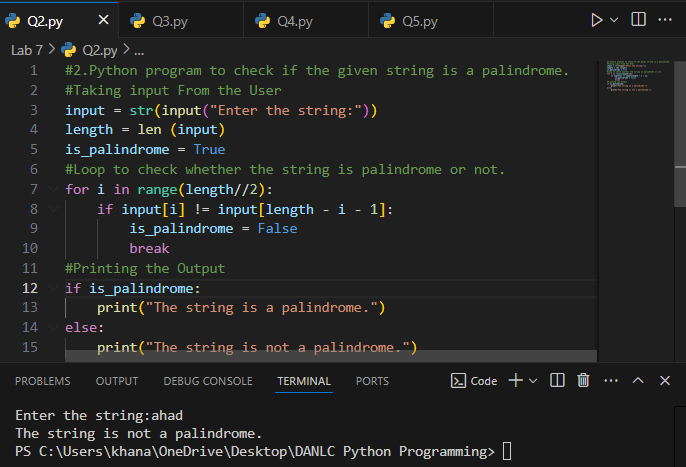 Q2.py Q3.py Q4.py Q5.py
Lab 7 > Q2.py > ...
1 #2.Python program to check if the given string is a palindrome.
2 #Taking input From the User
3 input = str(input("Enter the string:"))
4 length = len (input)
5 is_palindrome = True
6 #Loop to check whether the string is palindrome or not.
7 for i in range(length//2):
8     if input[i] != input[length - i - 1]:
9         is_palindrome = False
10         break
11 #Printing the Output
12 if is_palindrome:
13     print("The string is a palindrome.")
14 else:
15     print("The string is not a palindrome.")
PROBLEMS OUTPUT DEBUG CONSOLE TERMINAL PORTS Code
Enter the string:ahad
The string is not a palindrome.
PS C:\Users\khana\OneDrive\Desktop\DANLC Python Programming>